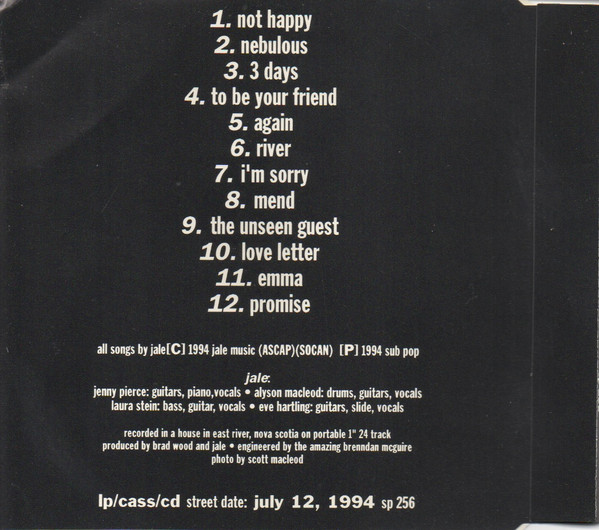 1. not happy
2. nebulous
3. 3 days
4. to be your friend
5. again
6. river
7. i'm sorry
8. mend
9. the unseen guest
10. love letter
11. emma
12. promise
all songs by jale[C] 1994 jale music (ASCAP)(SOCAN) [P] 1994 sub pop
jale:
jenny pierce: guitars, piano,vocals • alyson macleod: drums, guitars, vocals
laura stein: bass, guitar, vocals • eve hartling: guitars, slide, vocals
recorded in a house in east river, nova scotia on portable 1" 24 track
produced by brad wood and jale • engineered by the amazing brenndan mcguire
photo by scott macleod
lp/cass/cd street date: july 12, 1994 sp 256